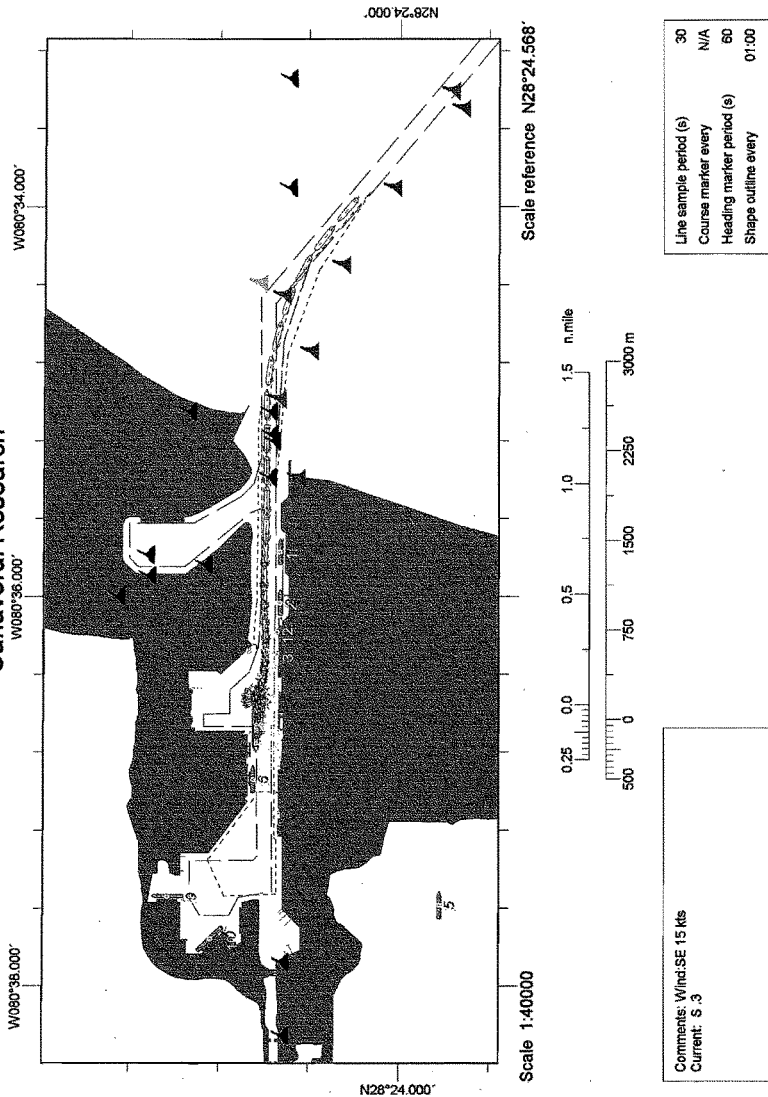 Canaveral Research
W080°38.000'
W080°36.000'
W080°34.000'
N28°24.000'
N28°24.000'
3 12
5
Scale 1:40000
Scale reference N28°24.568'
0.25 0.0 0.5 1.0 1.5 n.mile
500 0 750 1500 2250 3000 m
Comments: Wind:SE 15 kts
Current: S .3
Line sample period (s) 30
Course marker every N/A
Heading marker period (s) 60
Shape outline every 01:00